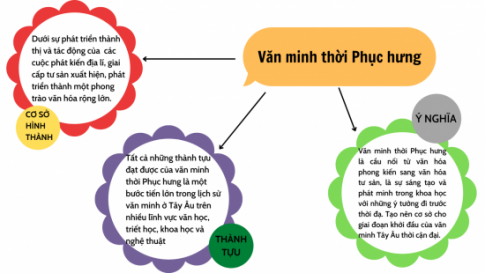 Văn minh thời Phục hưng
Dưới sự phát triển thành
thị và tác động của các
cuộc phát kiến địa lí, giai
cấp tư sản xuất hiện, phát
triển thành một phong
trào văn hóa rộng lớn.
CƠ SỞ
HÌNH
THÀNH
Tất cả những thành tựu
đạt được của văn minh
thời Phục hưng là một
bước tiến lớn trong lịch sử
văn minh ở Tây Âu trên
nhiều lĩnh vực văn học,
triết học, khoa học và
nghệ thuật
THÀNH
TỰU
Ý NGHĨA
Văn minh thời Phục hưng
là cầu nối từ văn hóa
phong kiến sang văn hóa
tư sản, là sự sáng tạo và
phát minh trong khoa học
với những ý tưởng đi trước
thời đạ. Tạo nên cơ sở cho
giai đoạn khởi đầu của văn
minh Tây Âu thời cận đại.